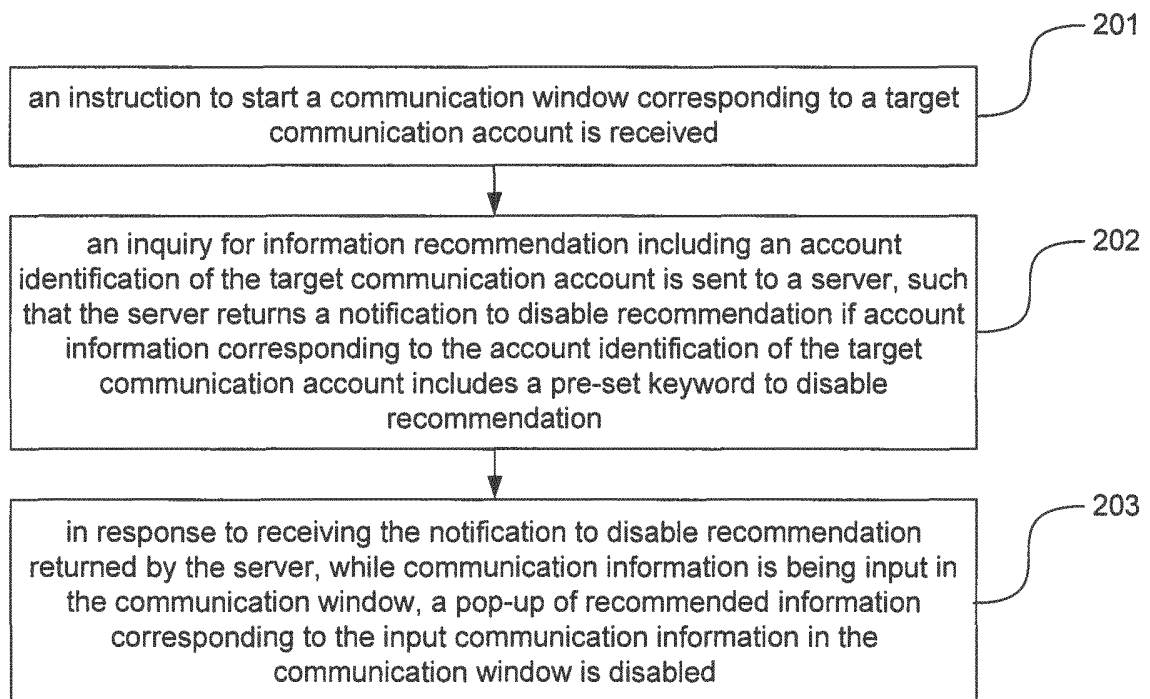 201
an instruction to start a communication window corresponding to a target
communication account is received
202
an inquiry for information recommendation including an account
identification of the target communication account is sent to a server, such
that the server returns a notification to disable recommendation if account
information corresponding to the account identification of the target
communication account includes a pre-set keyword to disable
recommendation
203
in response to receiving the notification to disable recommendation
returned by the server, while communication information is being input in
the communication window, a pop-up of recommended information
corresponding to the input communication information in the
communication window is disabled